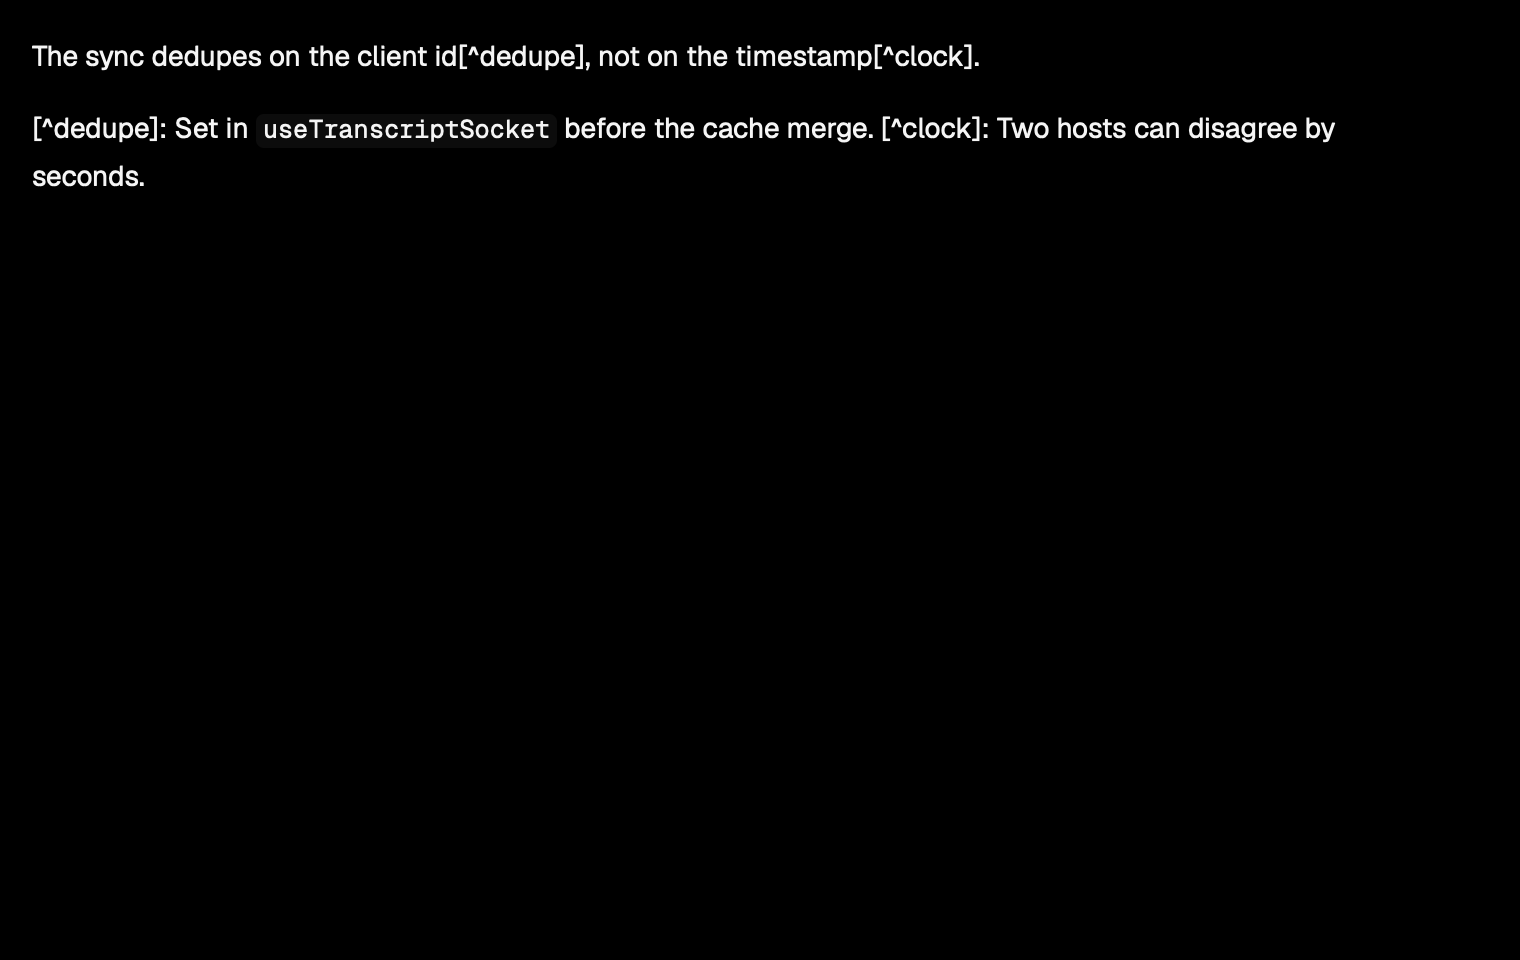 The sync dedupes on the client id[^dedupe], not on the timestamp[^clock].
[^dedupe]: Set in useTranscriptSocket before the cache merge. [^clock]: Two hosts can disagree by
seconds.